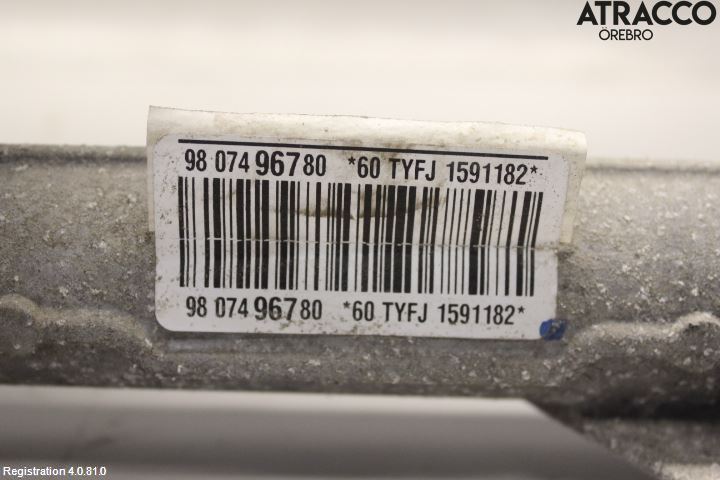 ATRACCO
ÖREBRO
98 074 967 80 *60 TYFJ 1591182*
98 074 967 80 *60 TYFJ 1591182*
Registration 4.0.81.0